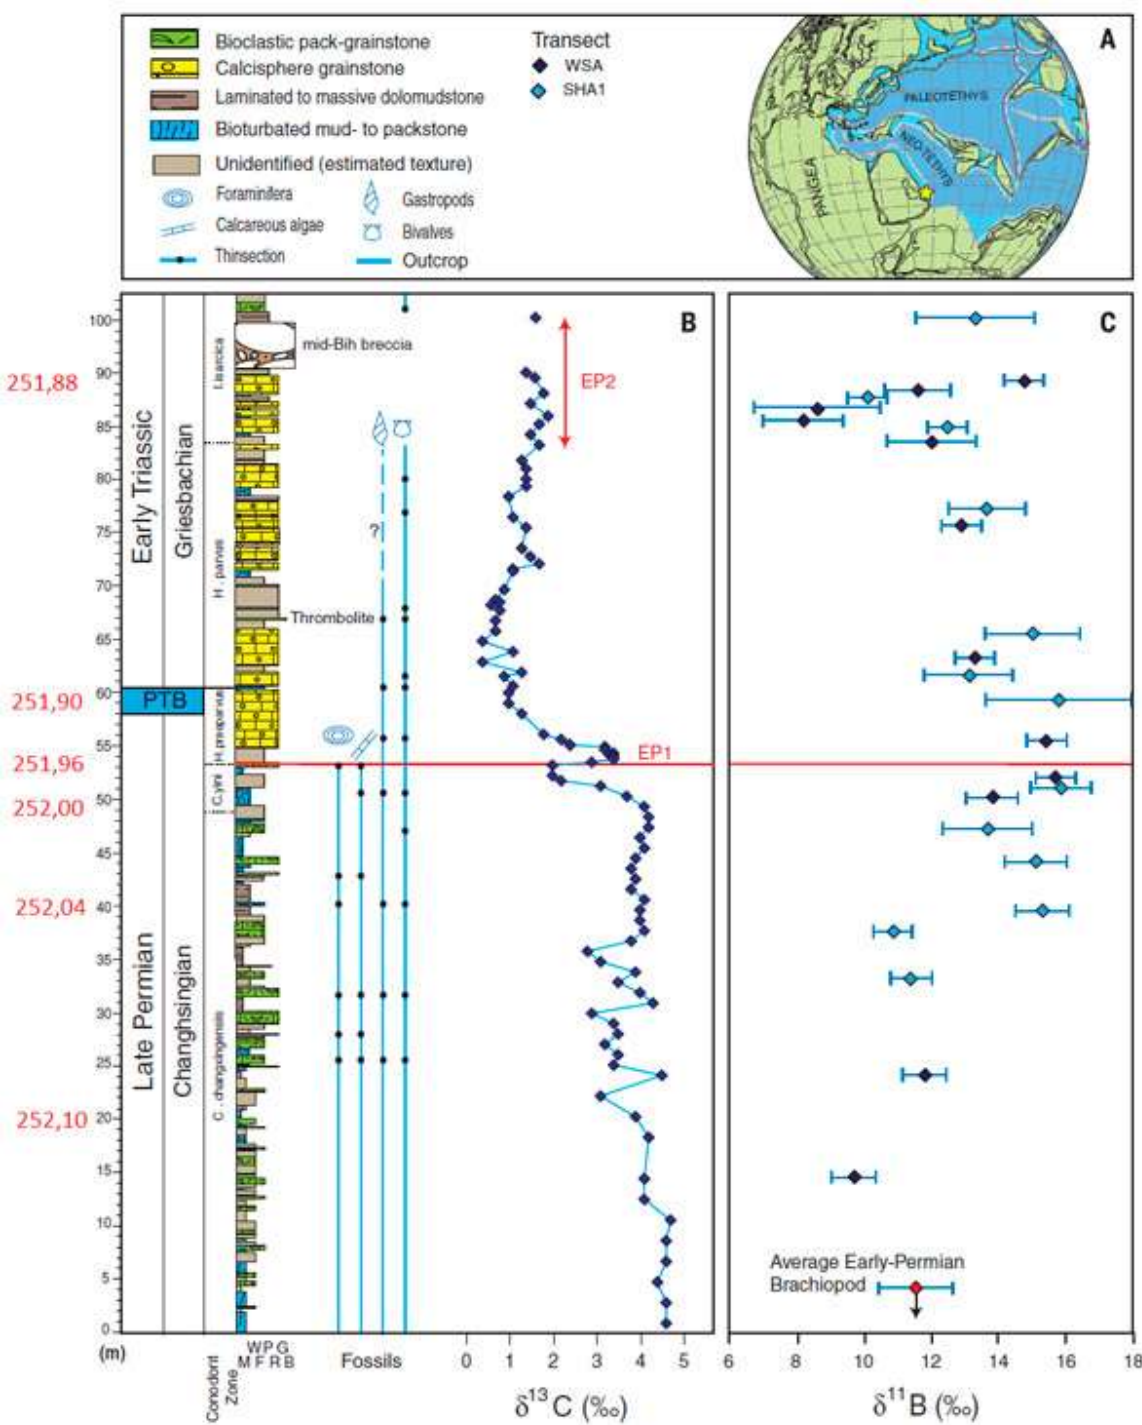 Bioclastic pack-grainstone
Calcisphere grainstone
Laminated to massive dolomudstone
Bioturbated mud- to packstone
Unidentified (estimated texture)
Foraminifera
Calcareous algae
Thinsection
Gastropods
Bivalves
Outcrop
Transect
WSA
SHA1
A
PALEOTETHYS
NEO-TETHYS
PANGEA
B
C
100
95
90
85
80
75
70
65
60
55
50
45
40
35
30
25
20
15
10
5
0
(m)
251,88
251,90
251,96
252,00
252,04
252,10
Early Triassic
Late Permian
Griesbachian
Changhsingian
PTB
I.isarcica
H. parvus
H. praeparvus
C.yini
C. changxingensis
mid-Bih breccia
Thrombolite
?
EP2
EP1
Average Early-Permian
Brachiopod
Conodont
Zone
W P G
M F R B
Fossils
0 1 2 3 4 5
δ13C (‰)
6 8 10 12 14 16 18
δ11B (‰)